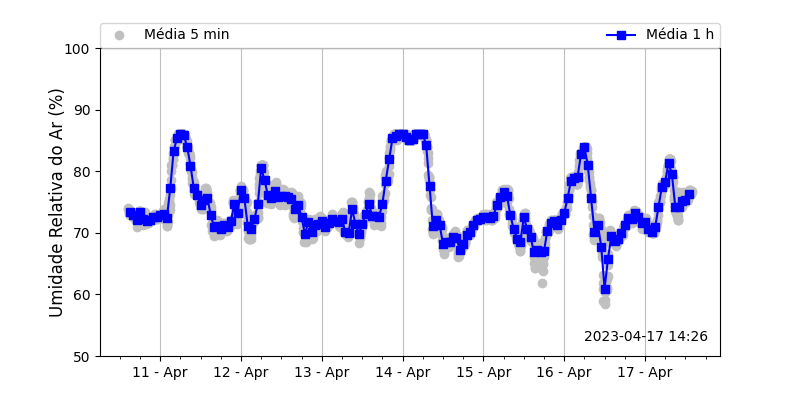 Média 5 min
Média 1 h
Umidade Relativa do Ar (%)
100
90
80
70
60
50
2023-04-17 14:26
11 - Apr
12 - Apr
13 - Apr
14 - Apr
15 - Apr
16 - Apr
17 - Apr